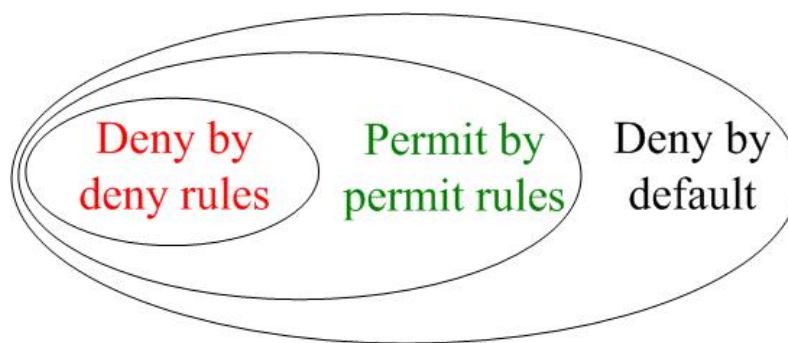 Deny by
deny rules
Permit by
permit rules
Deny by
default